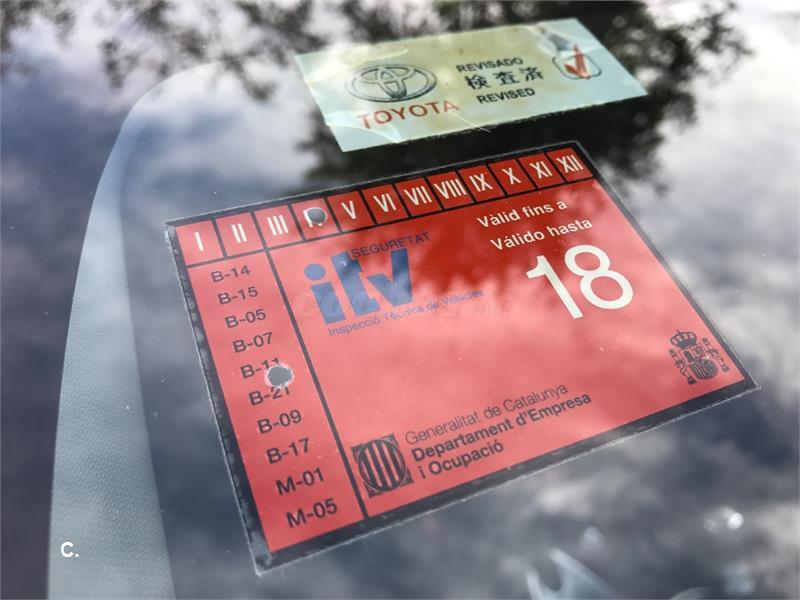 REVISADO
検査済
REVISED
TOYOTA
I II III V VI VII VIII IX X XI XII
Vàlid fins a
Válido hasta
18
SEGURETAT
itv
Inspecció Tècnica de Vehicles
B-14
B-15
B-05
B-07
B-11
B-21
B-09
B-17
M-01
M-05
Generalitat de Catalunya
Departament d'Empresa
i Ocupació
C.